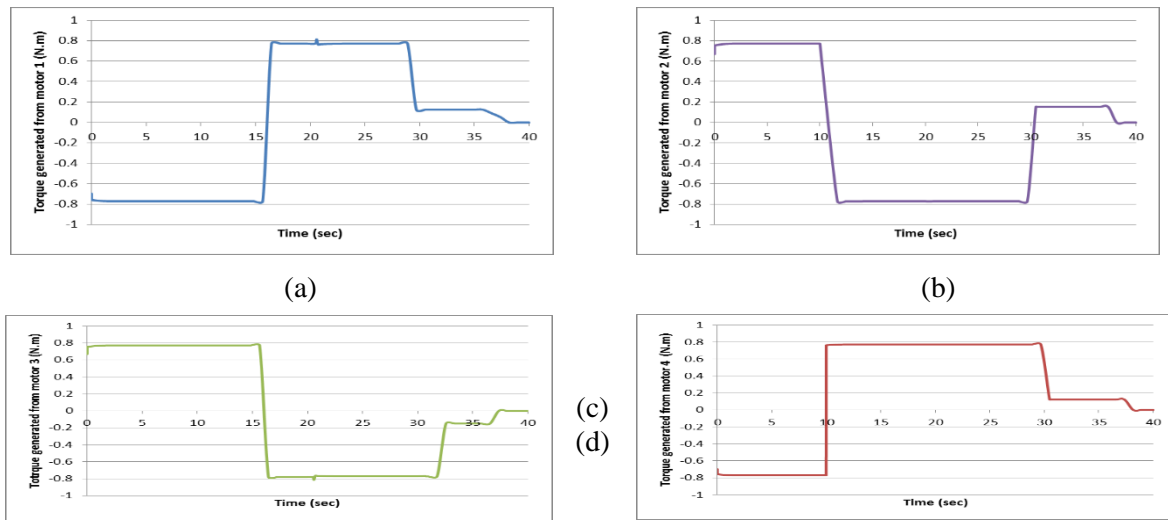 Torque generated from motor 1 (N.m)
1
0.8
0.6
0.4
0.2
0
-0.2
-0.4
-0.6
-0.8
-1
0 5 10 15 20 25 30 35 40
Time (sec)
(a)
Torque generated from motor 2 (N.m)
1
0.8
0.6
0.4
0.2
0
-0.2
-0.4
-0.6
-0.8
-1
0 5 10 15 20 25 30 35 40
Time (sec)
(b)
Totrque generated from motor 3 (N.m)
1
0.8
0.6
0.4
0.2
0
-0.2
-0.4
-0.6
-0.8
-1
0 5 10 15 20 25 30 35 40
Time (sec)
(c)
(d)
Torque generated from motor 4 (N.m)
1
0.8
0.6
0.4
0.2
0
-0.2
-0.4
-0.6
-0.8
-1
0 5 10 15 20 25 30 35 40
Time (sec)